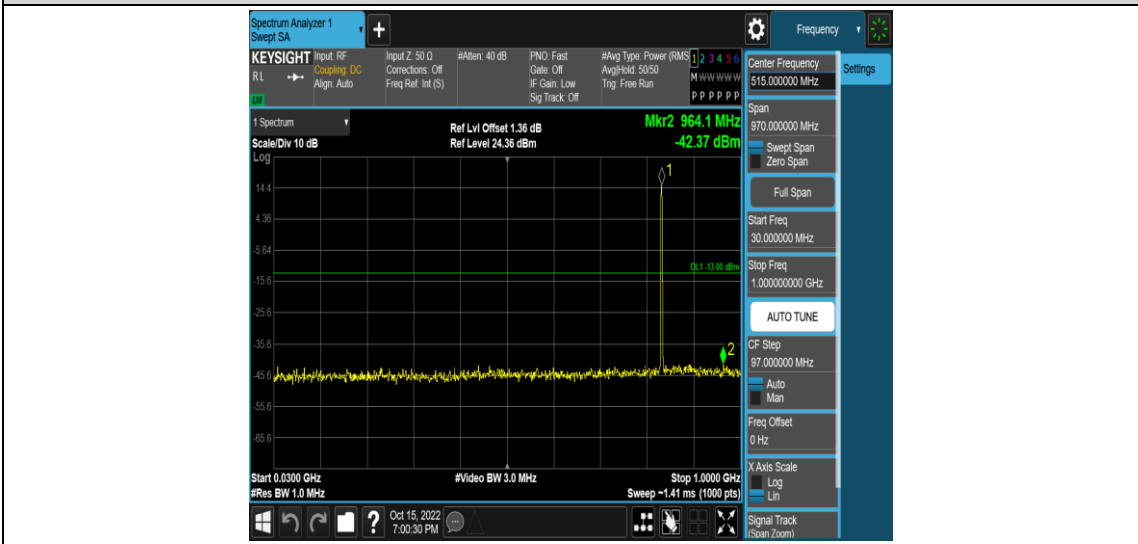 Spectrum Analyzer 1
Swept SA
+
Frequency
KEYSIGHT
Input: RF
Input Z: 50 Ω
#Atten: 40 dB
PNO: Fast
#Avg Type: Power (RMS
1 2 3 4 5 6
R L
Coupling: DC
Corrections: Off
Gate: Off
Avg|Hold: 50/50
M W W W W W
Align: Auto
Freq Ref: Int (S)
IF Gain: Low
Trig: Free Run
Sig Track: Off
P P P P P P
LXI
1 Spectrum
Ref Lvl Offset 1.36 dB
Mkr2 964.1 MHz
Scale/Div 10 dB
Ref Level 24.36 dBm
-42.37 dBm
Log
1
14.4
4.36
-5.64
DL1 -13.00 dBm
-15.6
-25.6
-35.6
2
-45.6
-55.6
-65.6
Start 0.0300 GHz
#Video BW 3.0 MHz
Stop 1.0000 GHz
#Res BW 1.0 MHz
Sweep ~1.41 ms (1000 pts)
?
Oct 15, 2022
7:00:30 PM
Center Frequency
515.000000 MHz
Settings
Span
970.000000 MHz
Swept Span
Zero Span
Full Span
Start Freq
30.000000 MHz
Stop Freq
1.000000000 GHz
AUTO TUNE
CF Step
97.000000 MHz
Auto
Man
Freq Offset
0 Hz
X Axis Scale
Log
Lin
Signal Track
(Span Zoom)